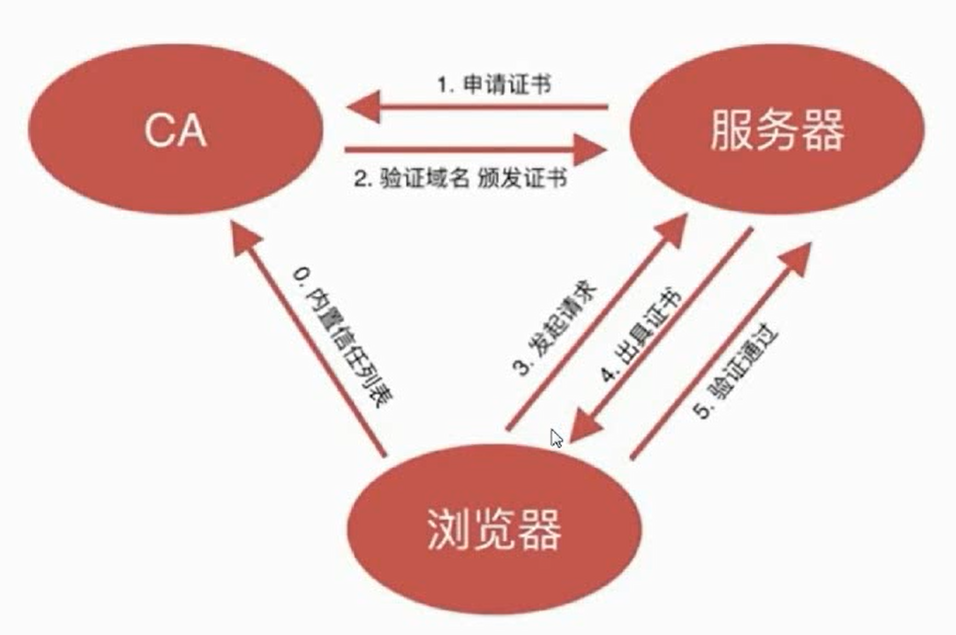 CA
1. 申请证书
服务器
2. 验证域名 颁发证书
0. 内置信任列表
3. 发起请求
4. 出具证书
5. 验证通过
浏览器